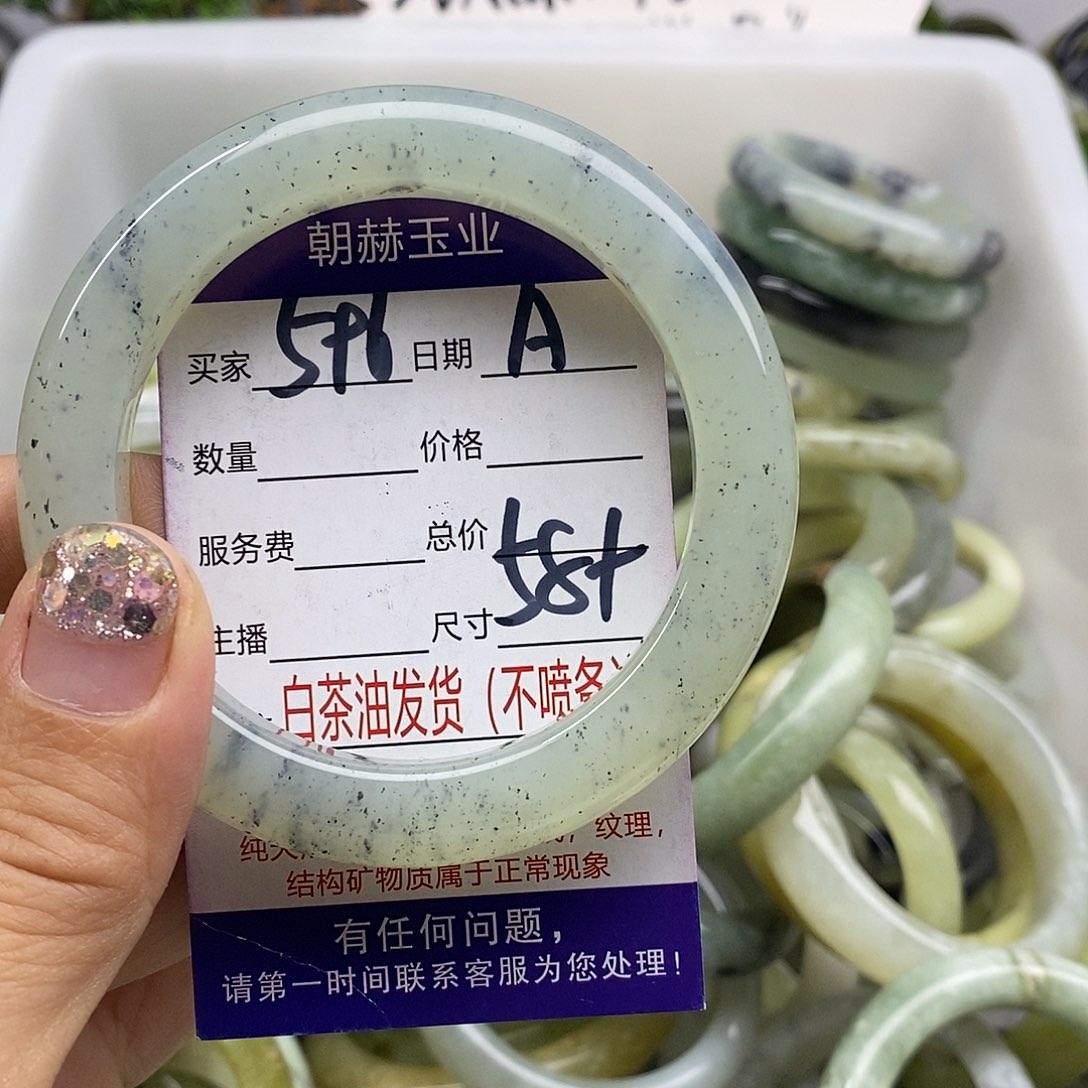 朝赫玉业
买家 596 日期 A
数量 价格
服务费 总价
58+
主播 尺寸
白茶油发货（不喷
纹理，
结构矿物质属于正常现象
有任何问题，
请第一时间联系客服为您处理！